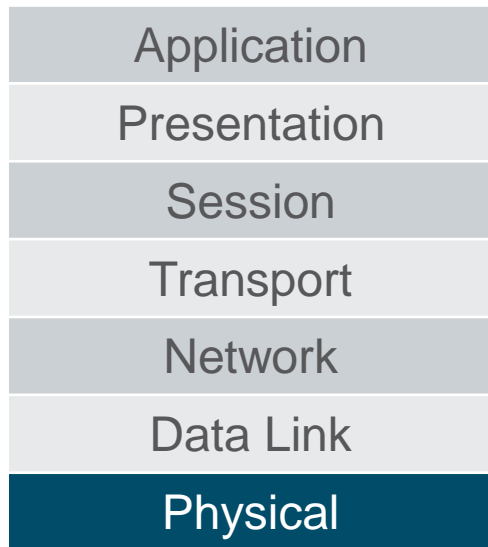 Application
Presentation
Session
Transport
Network
Data Link
Physical